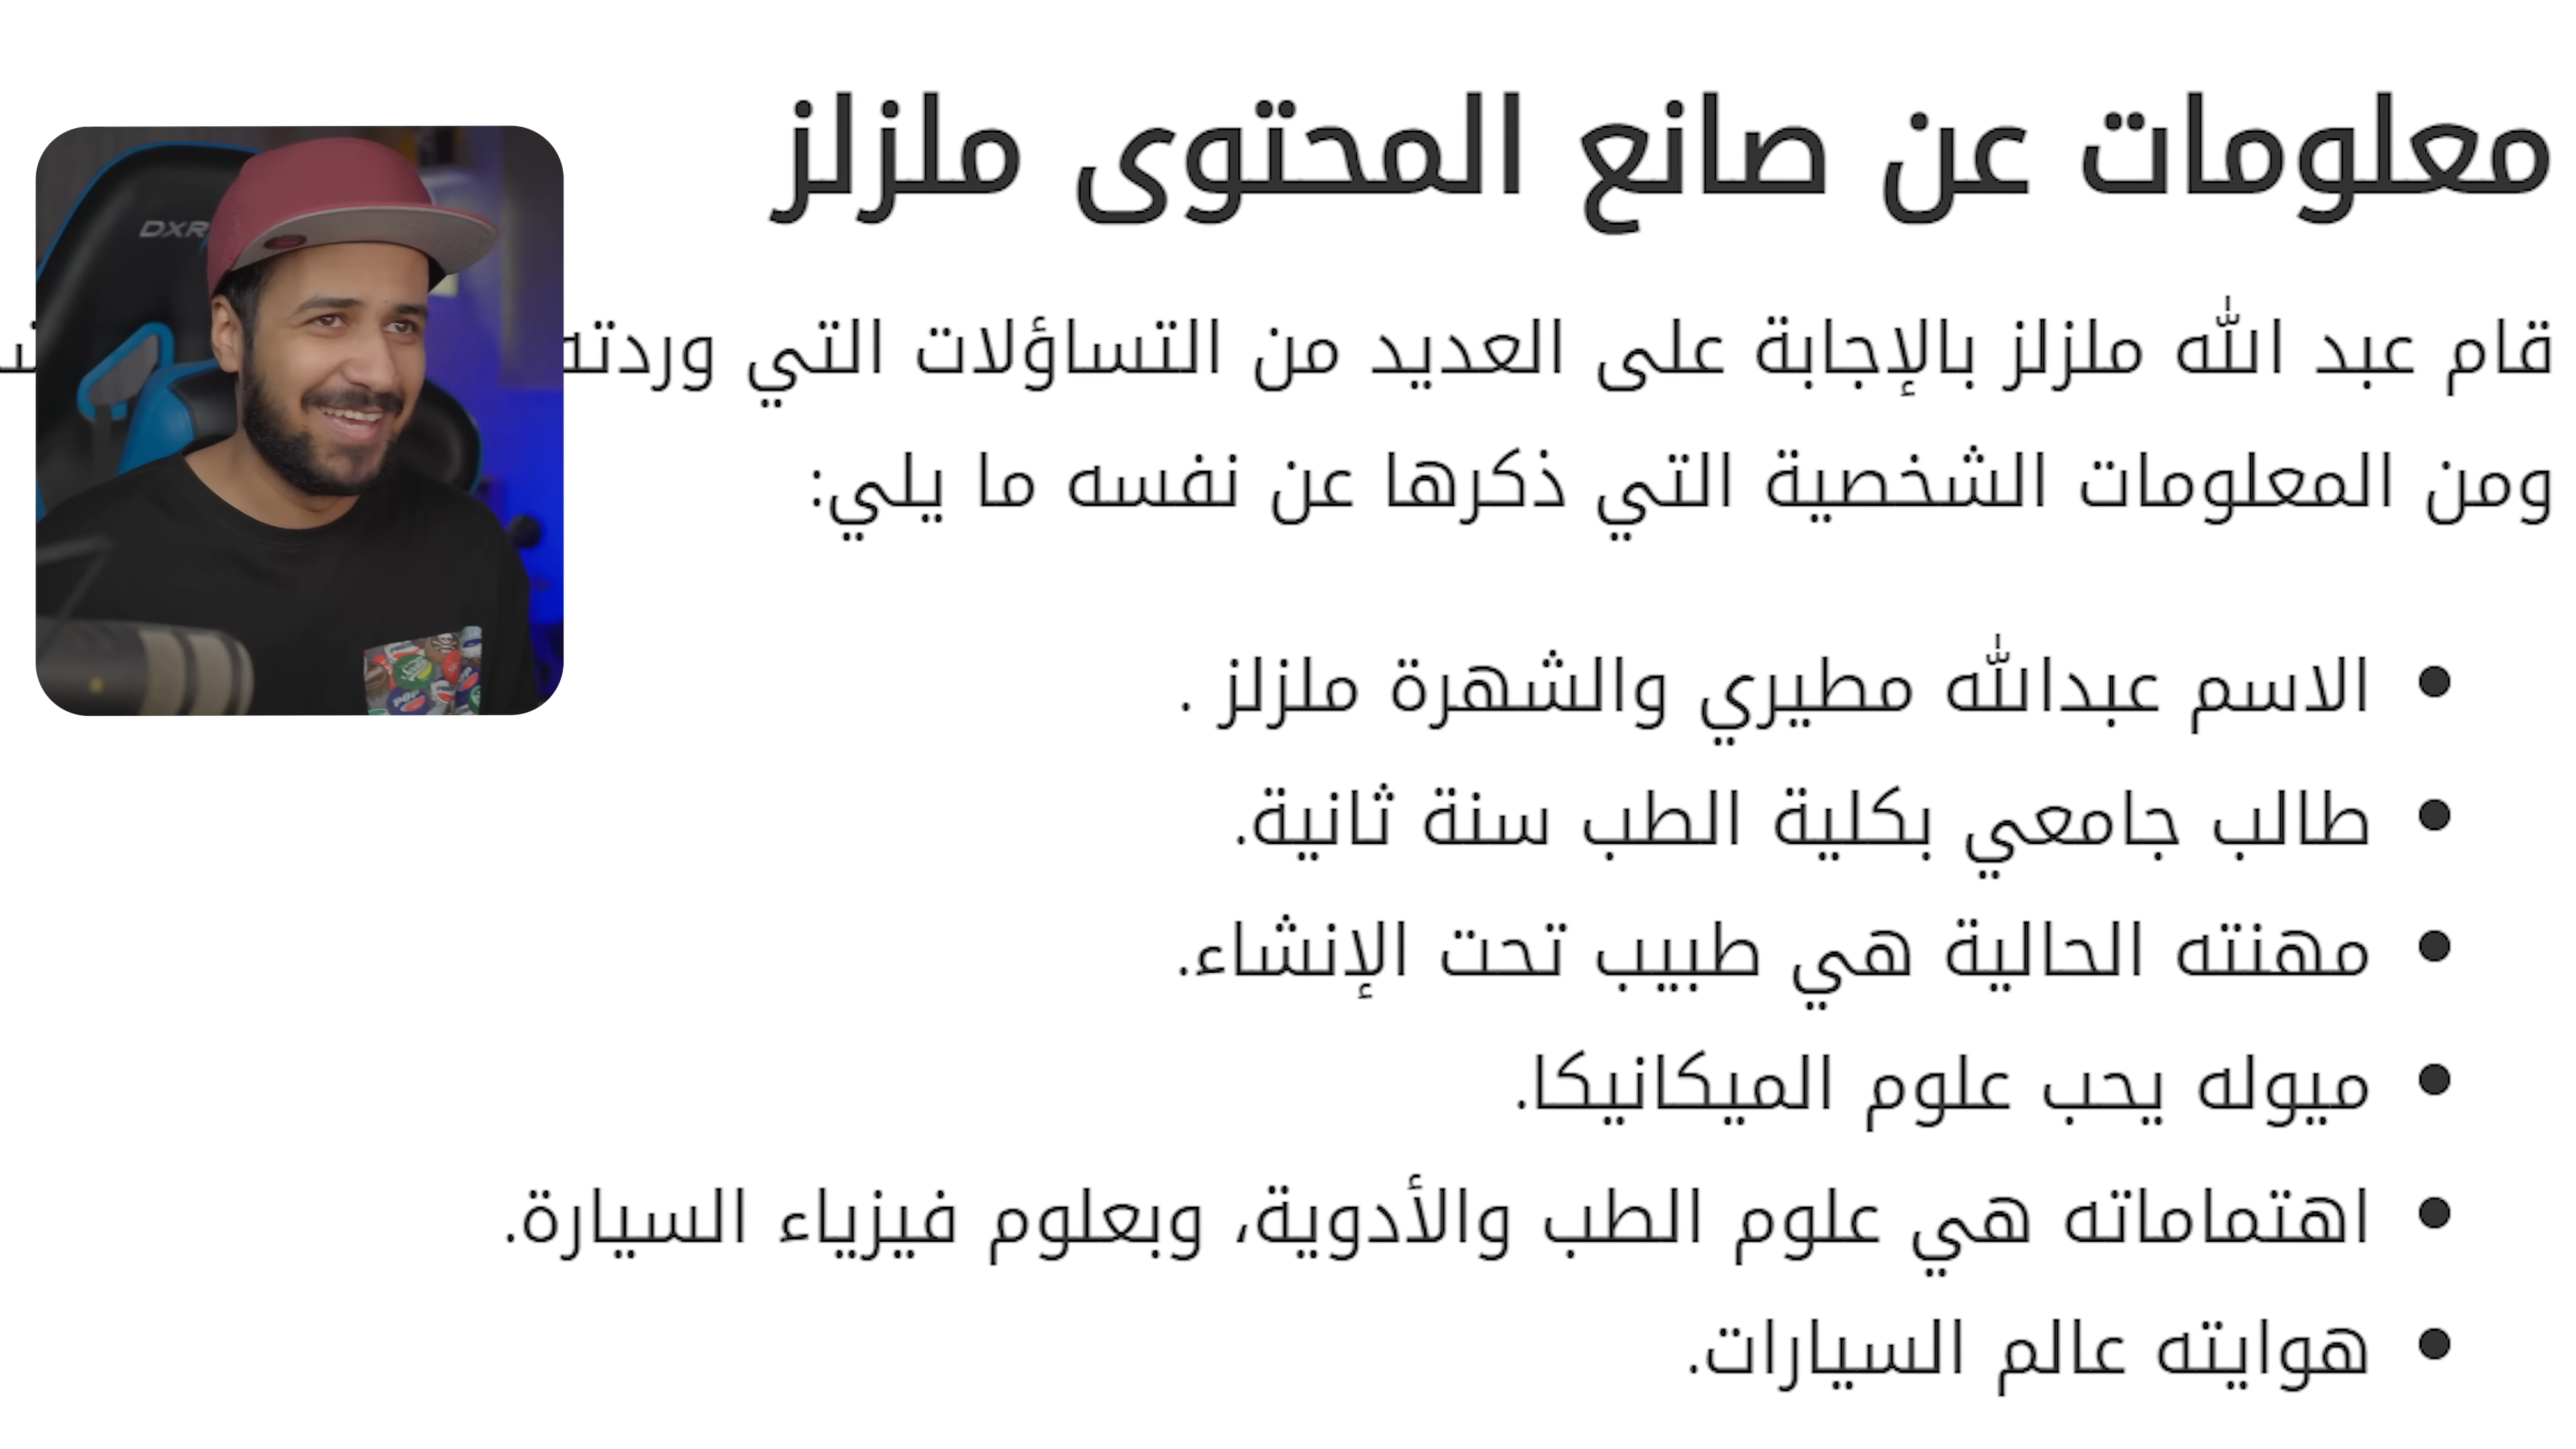 معلومات عن صانع المحتوى ملزلز
قام عبد الله ملزلز بالإجابة على العديد من التساؤلات التي وردته
ومن المعلومات الشخصية التي ذكرها عن نفسه ما يلي:
• الاسم عبدالله مطيري والشهرة ملزلز .
• طالب جامعي بكلية الطب سنة ثانية.
• مهنته الحالية هي طبيب تحت الإنشاء.
• ميوله يحب علوم الميكانيكا.
• اهتماماته هي علوم الطب والأدوية، وبعلوم فيزياء السيارة.
• هوايته عالم السيارات.
DXR